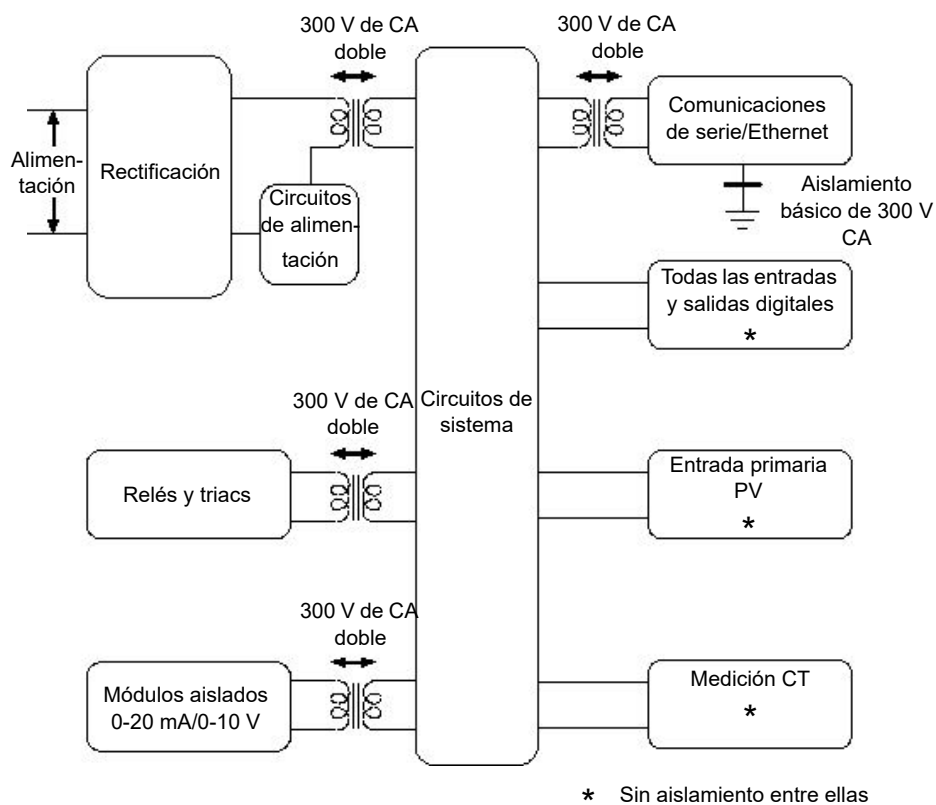 300 V de CA
doble
300 V de CA
doble
Alimen-
tación
Rectificación
Circuitos
de alimen-
tación
Comunicaciones
de serie/Ethernet
Aislamiento
básico de 300 V
CA
Todas las entradas
y salidas digitales
*
300 V de CA
doble
Circuitos de
sistema
Relés y triacs
Entrada primaria
PV
*
300 V de CA
doble
Módulos aislados
0-20 mA/0-10 V
Medición CT
*
* Sin aislamiento entre ellas